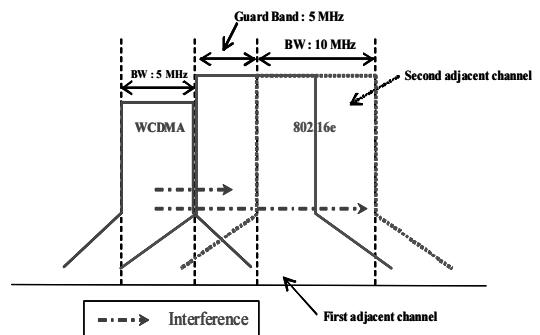 Guard Band : 5 MHz
BW : 5 MHz
BW : 10 MHz
Second adjacent channel
WCDMA
802.16e
First adjacent channel
Interference